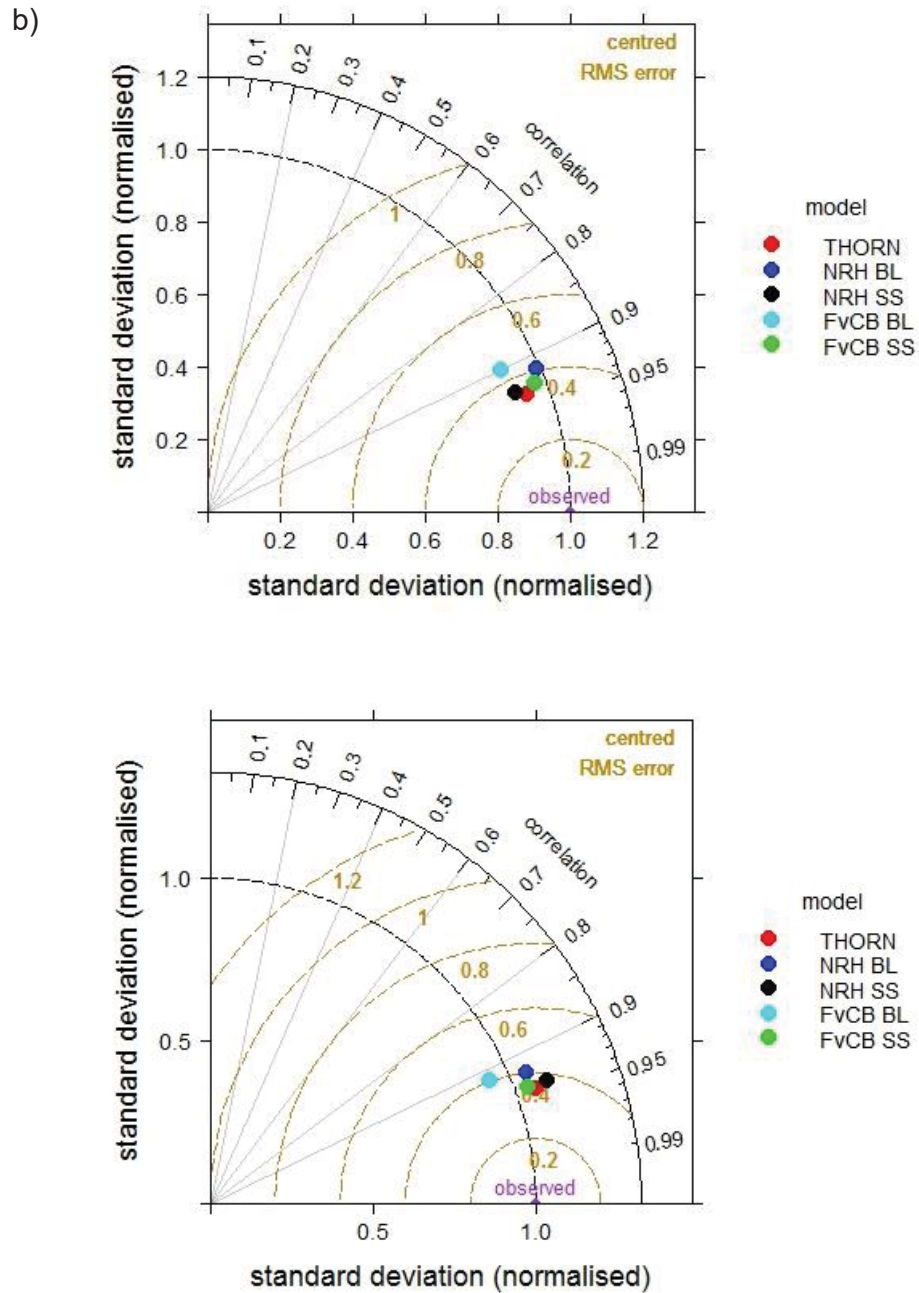 b)
centred
RMS error
0.1
0.2
0.3
0.4
0.5
0.6
0.7
0.8
0.9
0.95
0.99
correlation
1.2
1.0
0.8
0.6
0.4
0.2
standard deviation (normalised)
1
0.8
0.6
0.4
0.2
observed
0.2
0.4
0.6
0.8
1.0
1.2
standard deviation (normalised)
model
THORN
NRH BL
NRH SS
FvCB BL
FvCB SS
centred
RMS error
0.1
0.2
0.3
0.4
0.5
0.6
0.7
0.8
0.9
0.95
0.99
correlation
1.0
0.5
standard deviation (normalised)
1.2
1
0.8
0.6
0.4
0.2
observed
0.5
1.0
standard deviation (normalised)
model
THORN
NRH BL
NRH SS
FvCB BL
FvCB SS